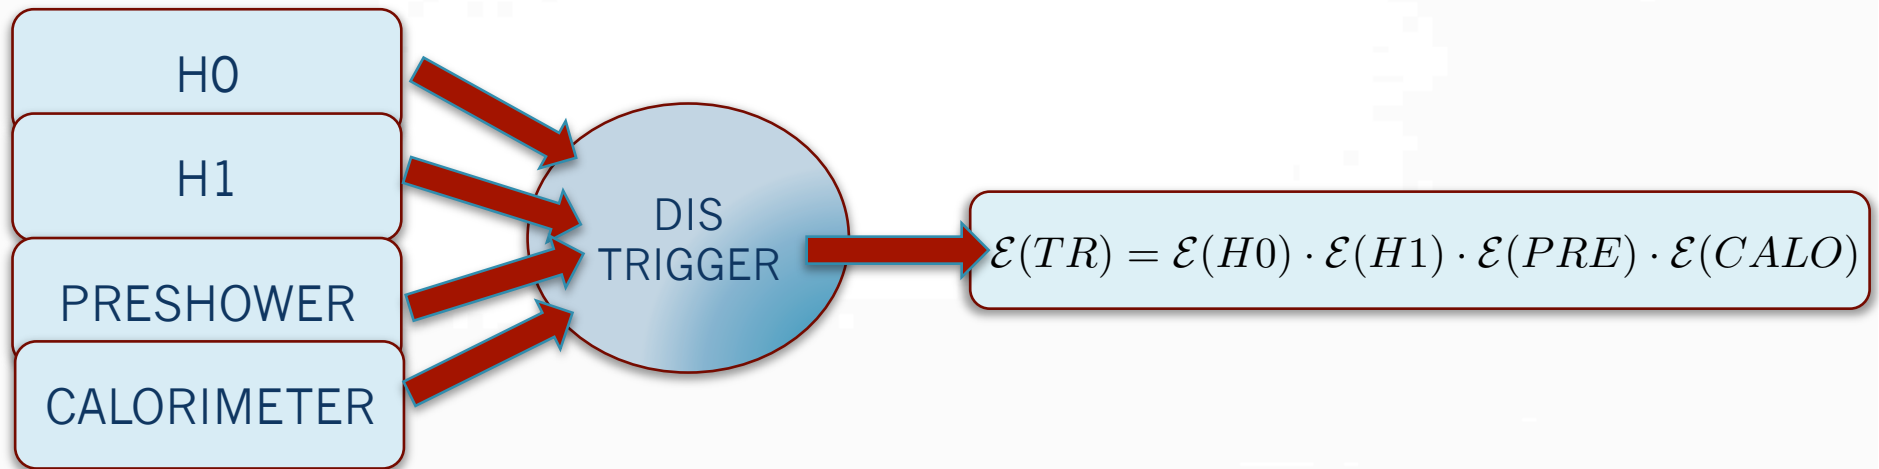 H0
H1
PRESHOWER
CALORIMETER
DIS
TRIGGER
ℰ(TR) = ℰ(H0) · ℰ(H1) · ℰ(PRE) · ℰ(CALO)